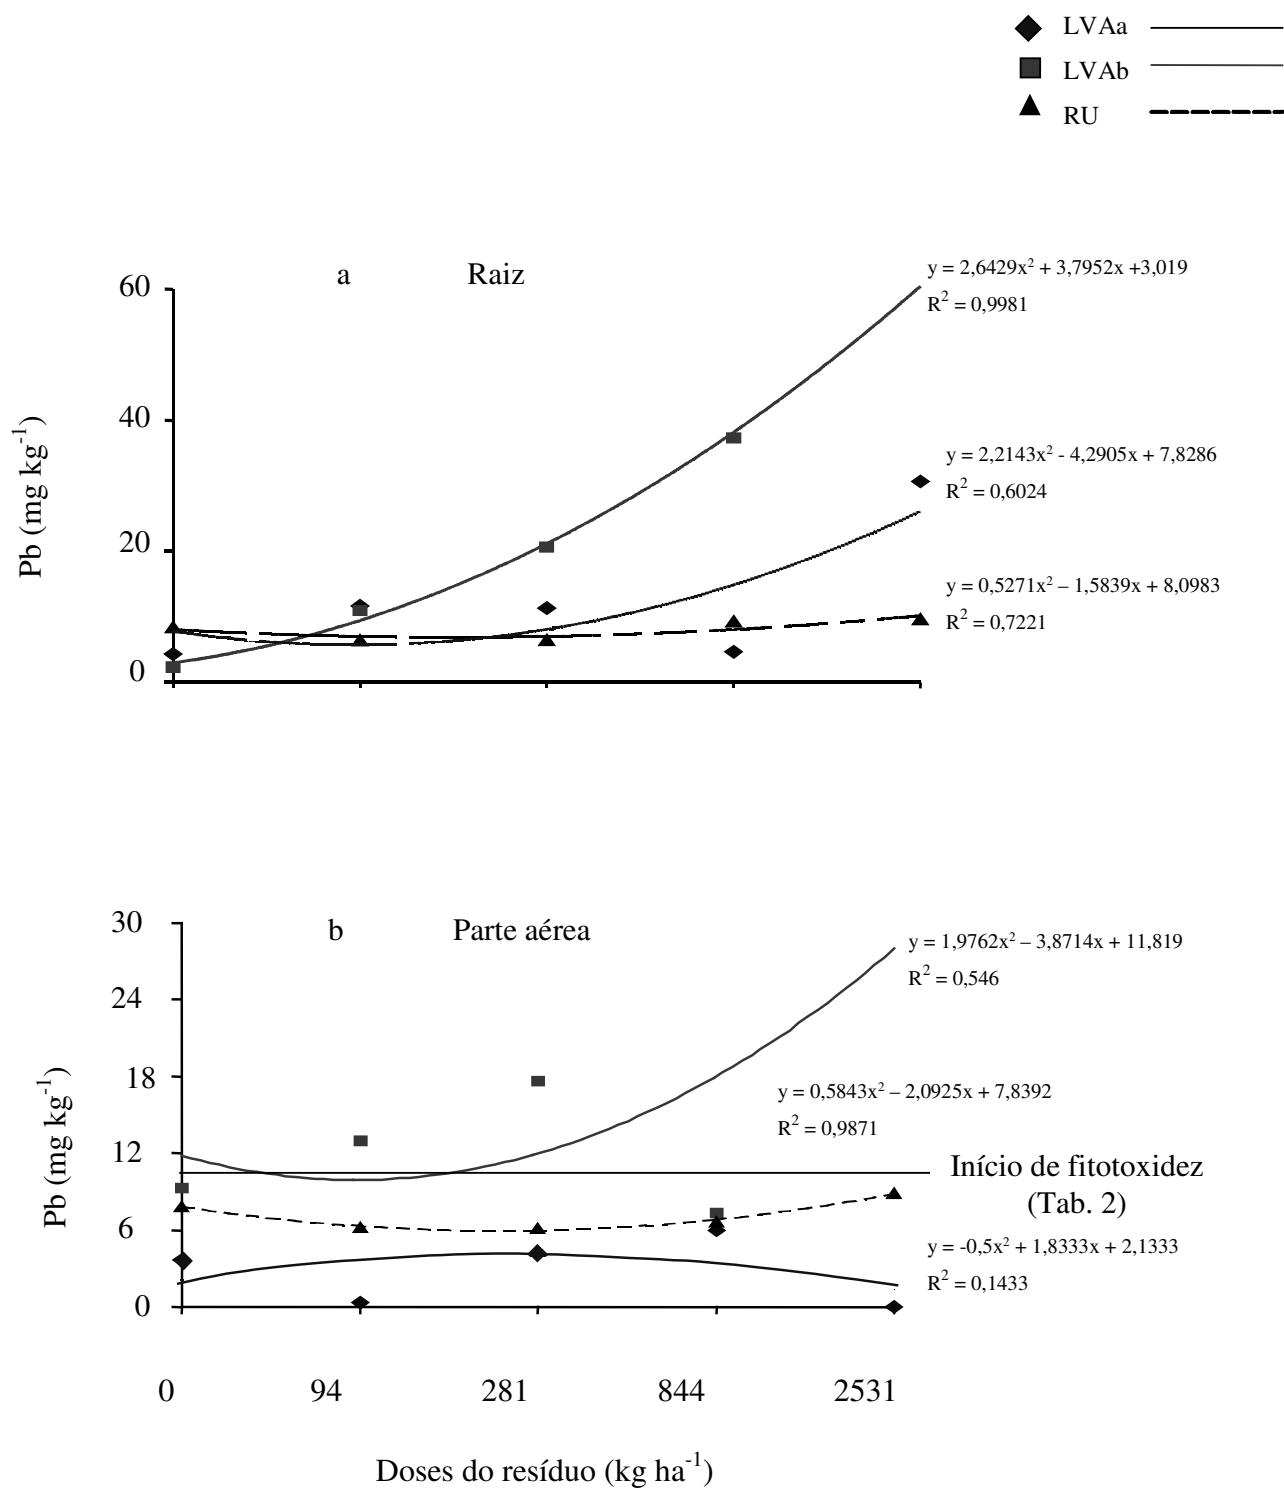 LVAa
LVAb
RU
a Raiz
60
40
20
0
Pb (mg kg⁻¹)
y = 2,6429x² + 3,7952x +3,019
R² = 0,9981
y = 2,2143x² - 4,2905x + 7,8286
R² = 0,6024
y = 0,5271x² – 1,5839x + 8,0983
R² = 0,7221
b Parte aérea
30
24
18
12
6
0
Pb (mg kg⁻¹)
y = 1,9762x² – 3,8714x + 11,819
R² = 0,546
y = 0,5843x² – 2,0925x + 7,8392
R² = 0,9871
Início de fitotoxidez
(Tab. 2)
y = -0,5x² + 1,8333x + 2,1333
R² = 0,1433
0 94 281 844 2531
Doses do resíduo (kg ha⁻¹)